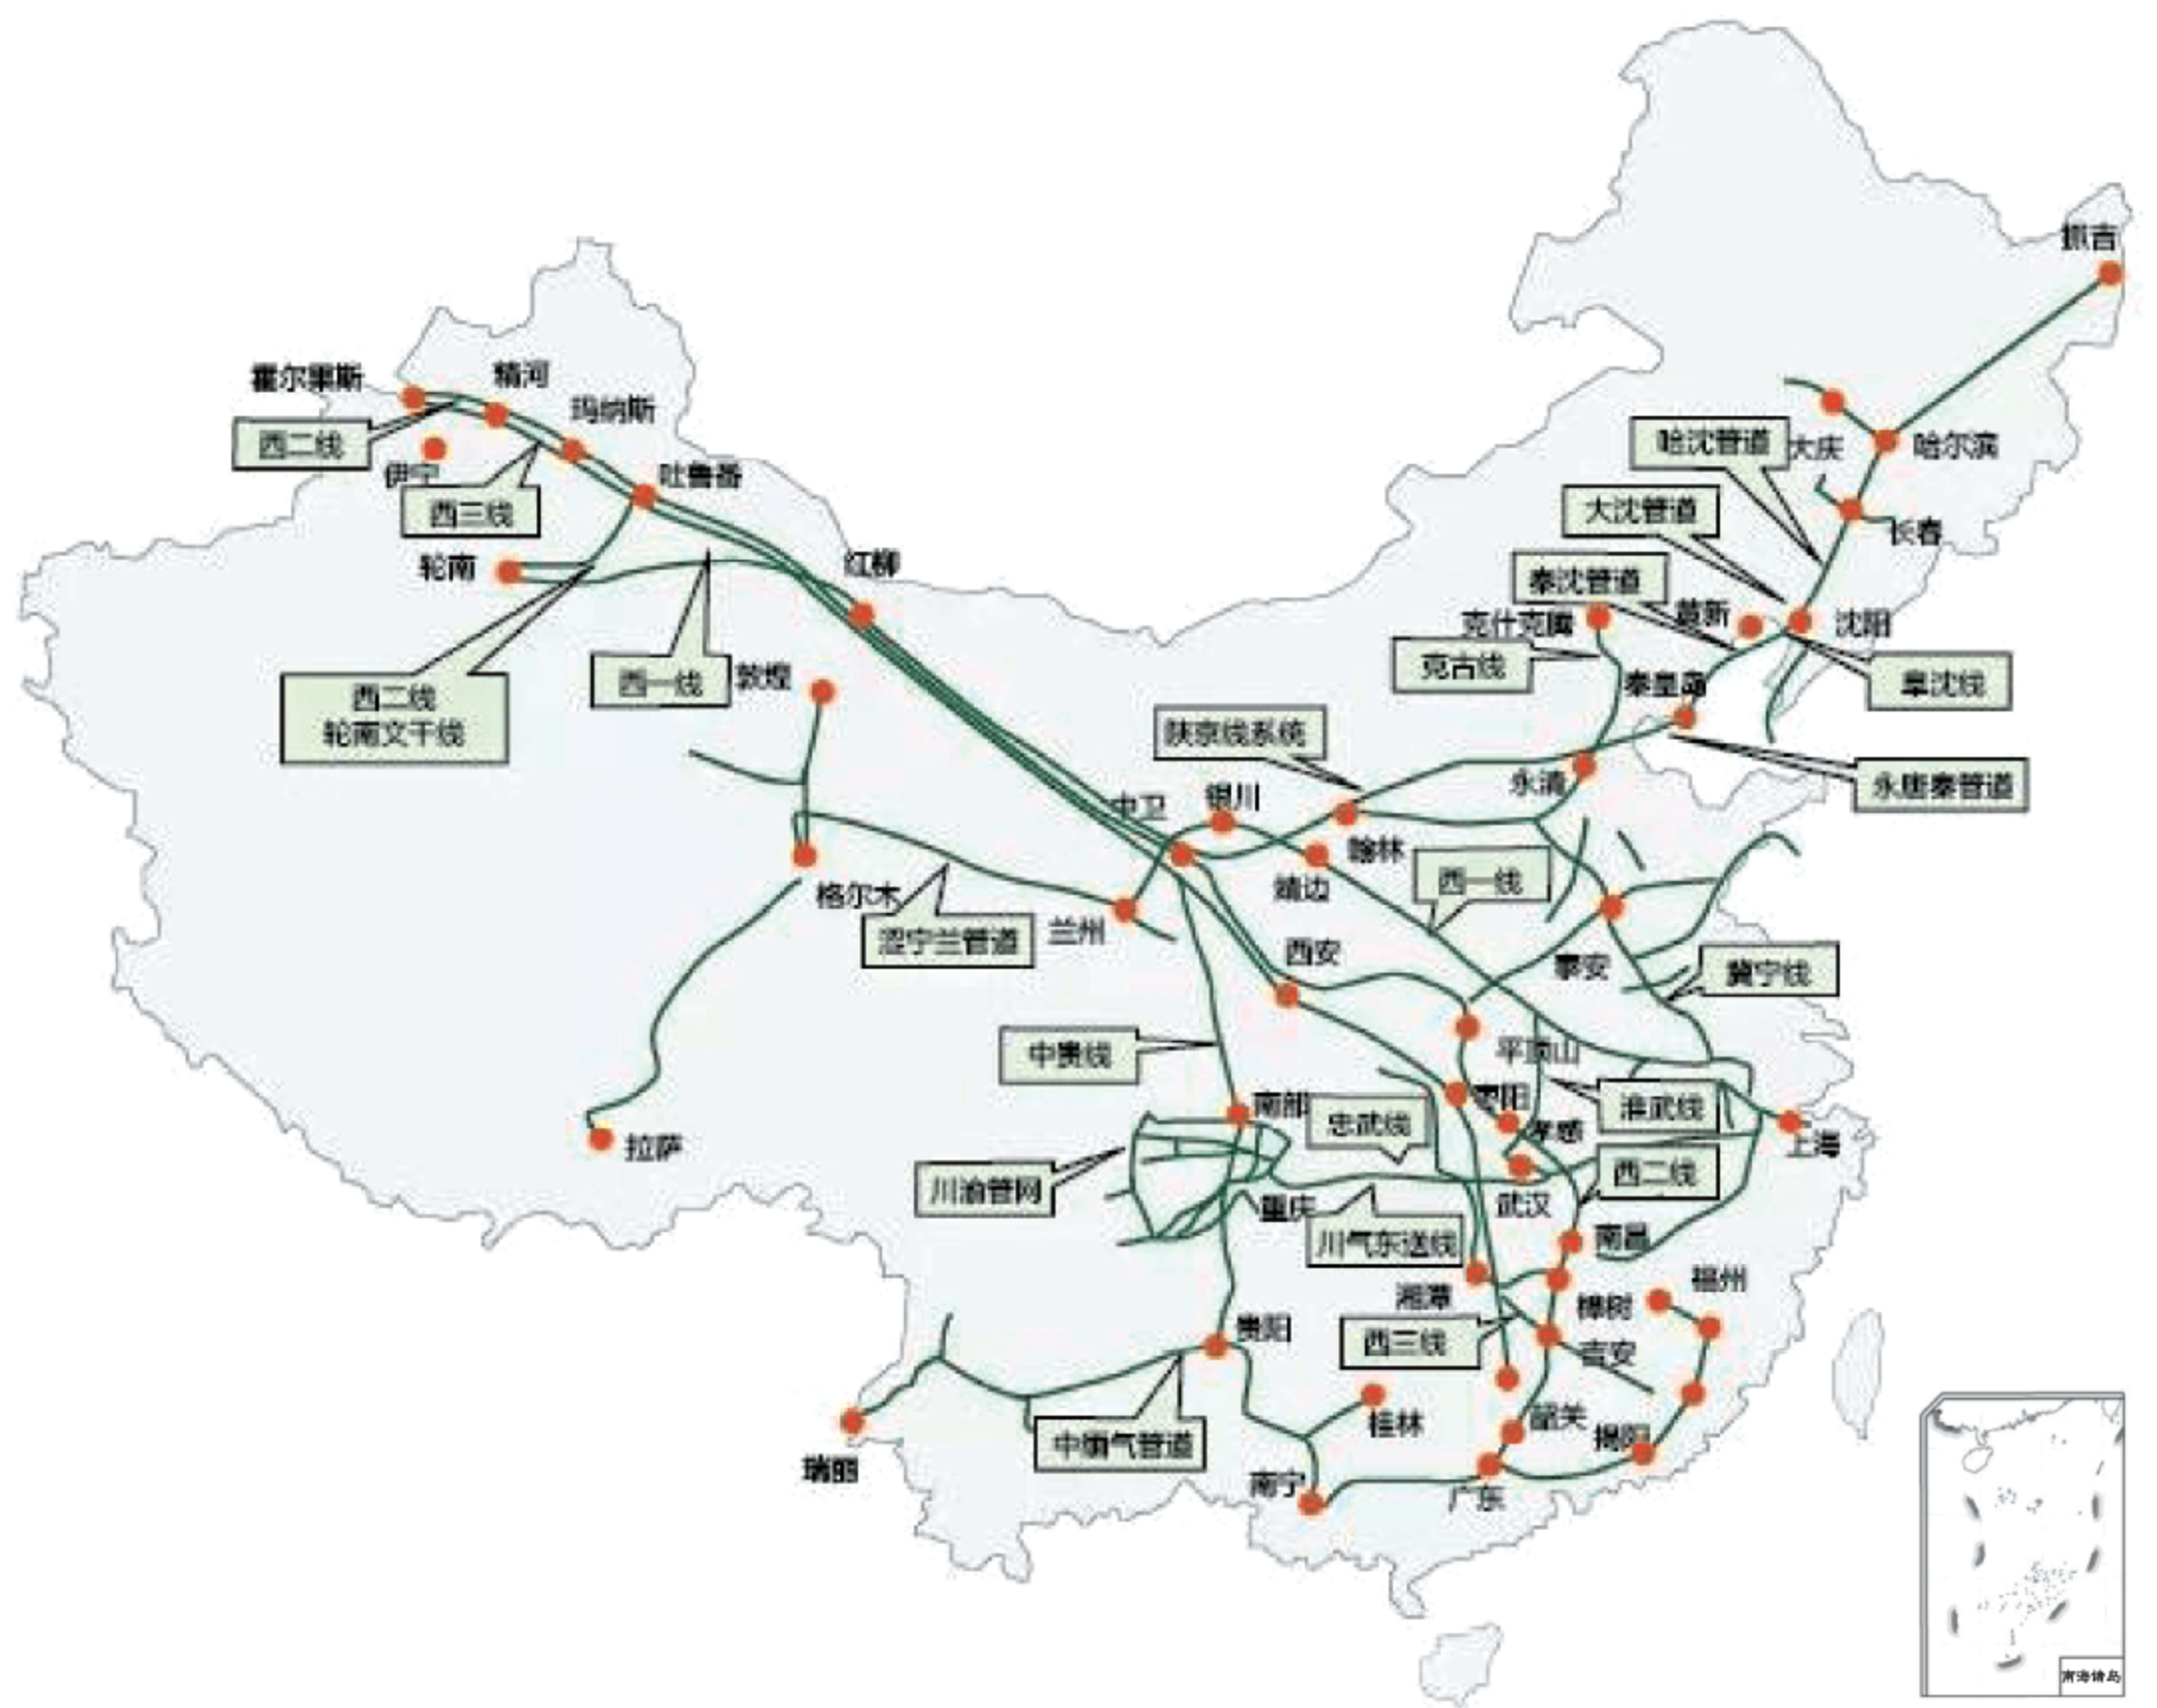 抓吉
霍尔果斯
精河
玛纳斯
西二线
伊宁
西三线
吐鲁番
哈沈管道
大庆
哈尔滨
大沈管道
长春
轮南
红柳
秦沈管道
克什克腾
沈阳
西二线
轮南支干线
西一线
敦煌
克古线
秦皇岛
陕京线系统
永清
永唐秦管道
中卫
银川
榆林
靖边
西一线
格尔木
涩宁兰管道
兰州
西安
泰安
冀宁线
中贵线
平顶山
南部
忠武线
枣阳
淮武线
孝感
上海
拉萨
川渝管网
西二线
重庆
武汉
川气东送线
南昌
湘潭
福州
樟树
贵阳
西三线
吉安
桂林
韶关
揭阳
中缅气管道
瑞丽
南宁
广东
南海诸岛